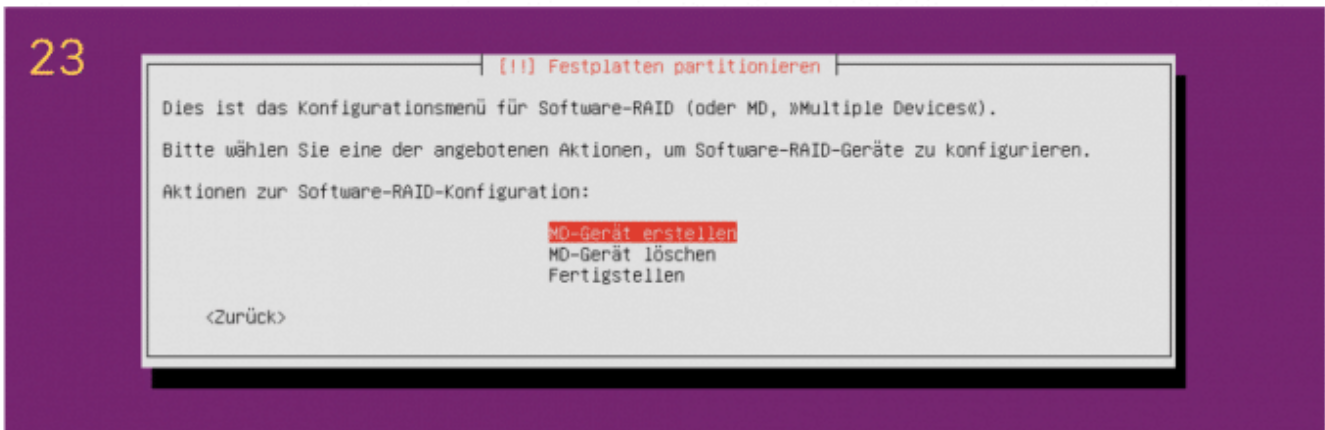 23
[!!] Festplatten partitionieren
Dies ist das Konfigurationsmenü für Software-RAID (oder MD, »Multiple Devices«).
Bitte wählen Sie eine der angebotenen Aktionen, um Software-RAID-Geräte zu konfigurieren.
Aktionen zur Software-RAID-Konfiguration:
MD-Gerät erstellen
MD-Gerät löschen
Fertigstellen
<Zurück>